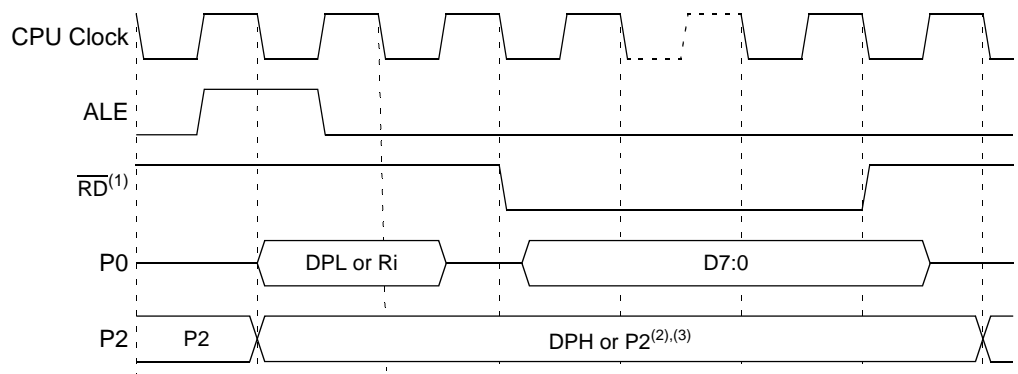 CPU Clock
ALE
RD(1)
P0 DPL or Ri D7:0
P2 P2 DPH or P2(2),(3)